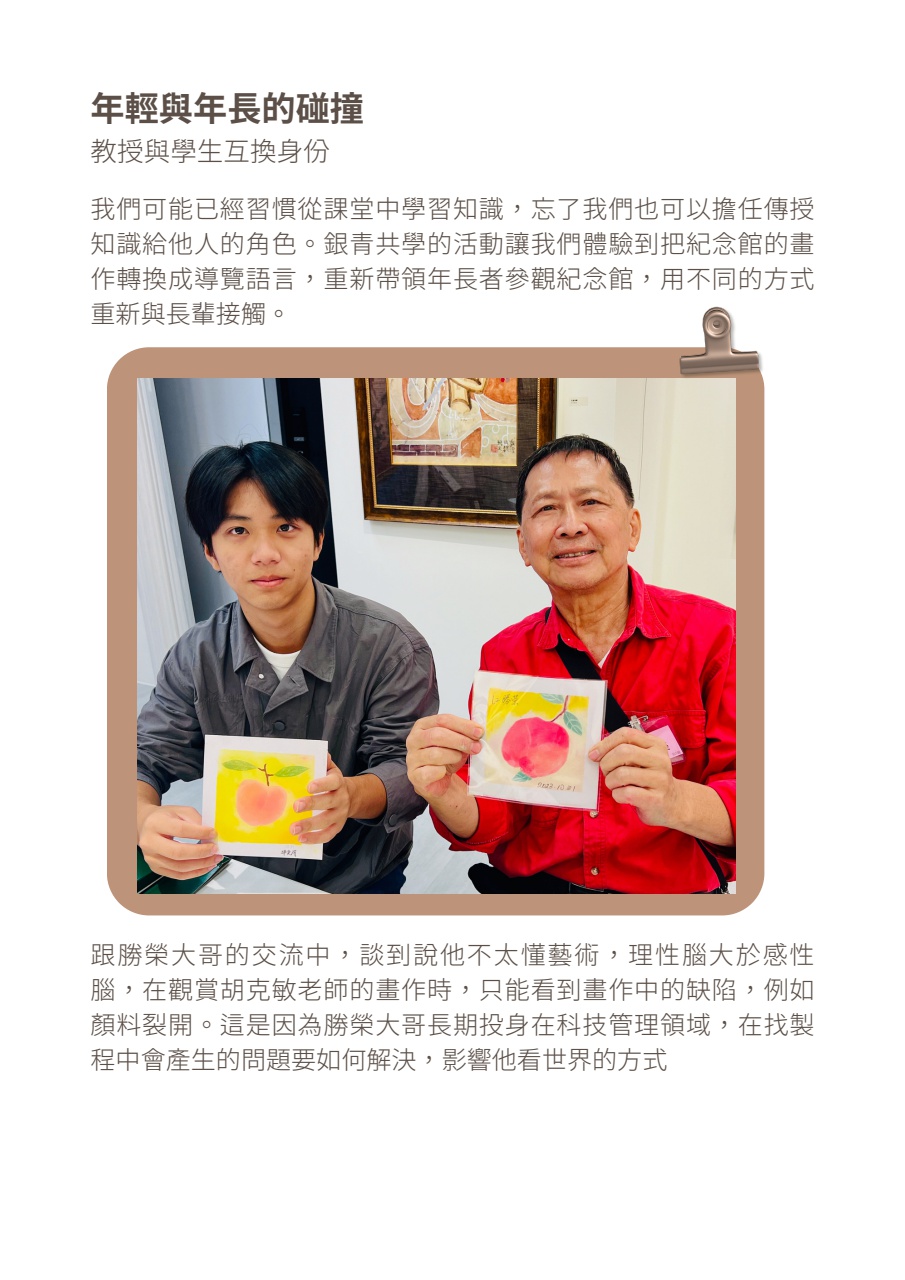 年輕與年長的碰撞
教授與學生互換身份
我們可能已經習慣從課堂中學習知識，忘了我們也可以擔任傳授
知識給他人的角色。銀青共學的活動讓我們體驗到把紀念館的畫
作轉換成導覽語言，重新帶領年長者參觀紀念館，用不同的方式
重新與長輩接觸。
2023.10.21
跟勝榮大哥的交流中，談到說他不太懂藝術，理性腦大於感性
腦，在觀賞胡克敏老師的畫作時，只能看到畫作中的缺陷，例如
顏料裂開。這是因為勝榮大哥長期投身在科技管理領域，在找製
程中會產生的問題要如何解決，影響他看世界的方式